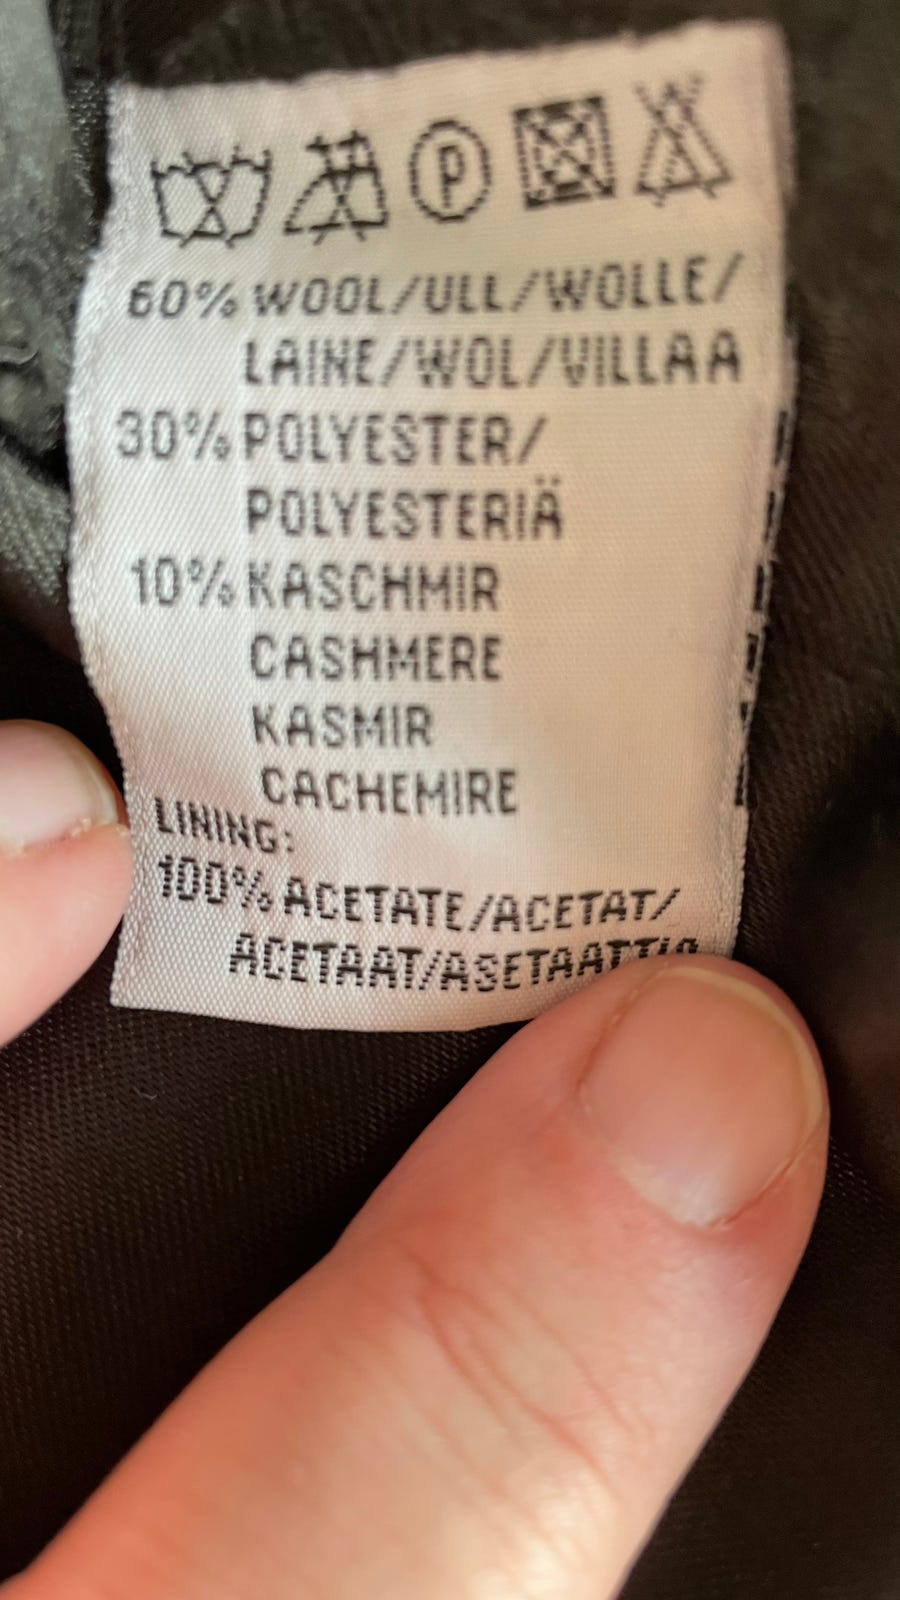 P
60% WOOL/ULL/WOLLE/
LAINE/WOL/VILLAA
30% POLYESTER/
POLYESTERIÄ
10% KASCHMIR
CASHMERE
KASMIR
CACHEMIRE
LINING:
100% ACETATE/ACETAT/
ACETAAT/ASETAATTIA